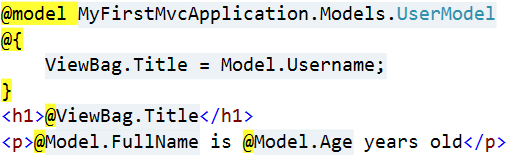 @model MyFirstMvcApplication.Models.UserModel
@{
    ViewBag.Title = Model.Username;
}
<h1>@ViewBag.Title</h1>
<p>@Model.FullName is @Model.Age years old</p>